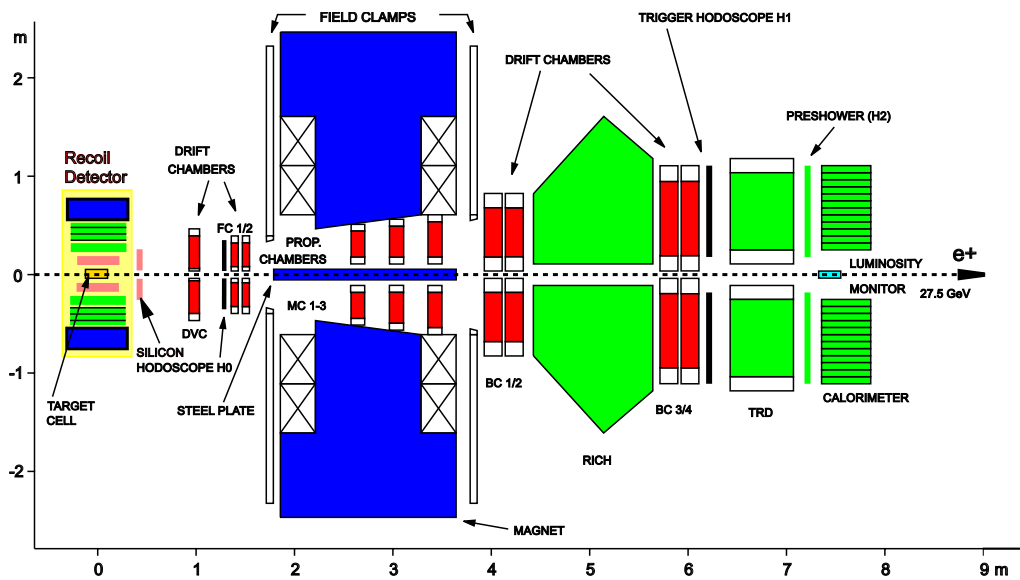 FIELD CLAMPS
TRIGGER HODOSCOPE H1
m
DRIFT CHAMBERS
2
PRESHOWER (H2)
Recoil
Detector
DRIFT
CHAMBERS
1
FC 1/2
PROP.
CHAMBERS
e+
0
LUMINOSITY
MONITOR
27.5 GeV
MC 1-3
DVC
SILICON
HODOSCOPE H0
-1
BC 1/2
TARGET
CELL
STEEL PLATE
BC 3/4
TRD
CALORIMETER
-2
RICH
MAGNET
0 1 2 3 4 5 6 7 8 9 m